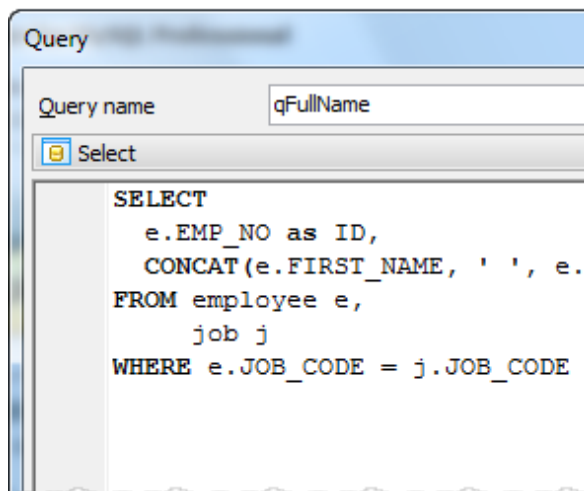 Query
Query name
qFullName
Select
SELECT
e.EMP_NO as ID,
CONCAT(e.FIRST_NAME, ' ', e.
FROM employee e,
job j
WHERE e.JOB_CODE = j.JOB_CODE